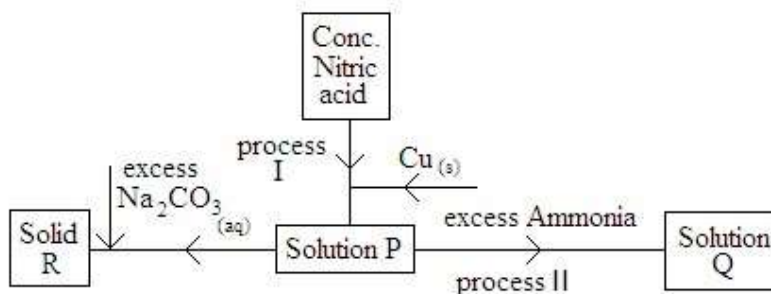 Conc.
Nitric
acid
process
I
Cu (s)
excess
Na2CO3
(aq)
excess Ammonia
Solid
R
Solution P
Solution
Q
process II